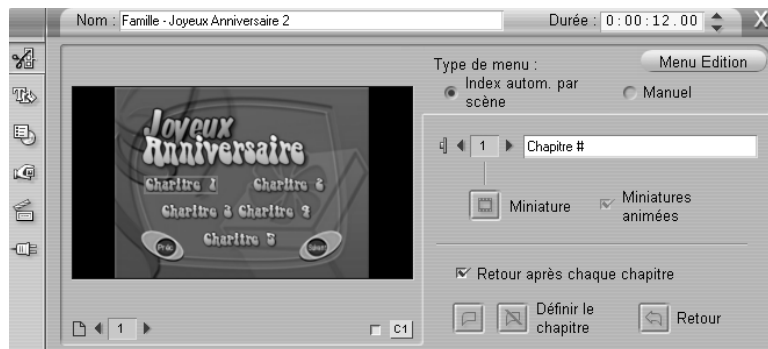 Nom : Famille - Joyeux Anniversaire 2
Durée : 0:00:12.00
X
Type de menu :
Menu Edition
Index autom. par scène
Manuel
Joyeux
Anniversaire
Chapitre 1
Chapitre 2
Chapitre 3 Chapitre 4
Chapitre 5
Préc
Suivant
1
Chapitre #
Miniature
Miniatures animées
Retour après chaque chapitre
Définir le chapitre
Retour
1
C1